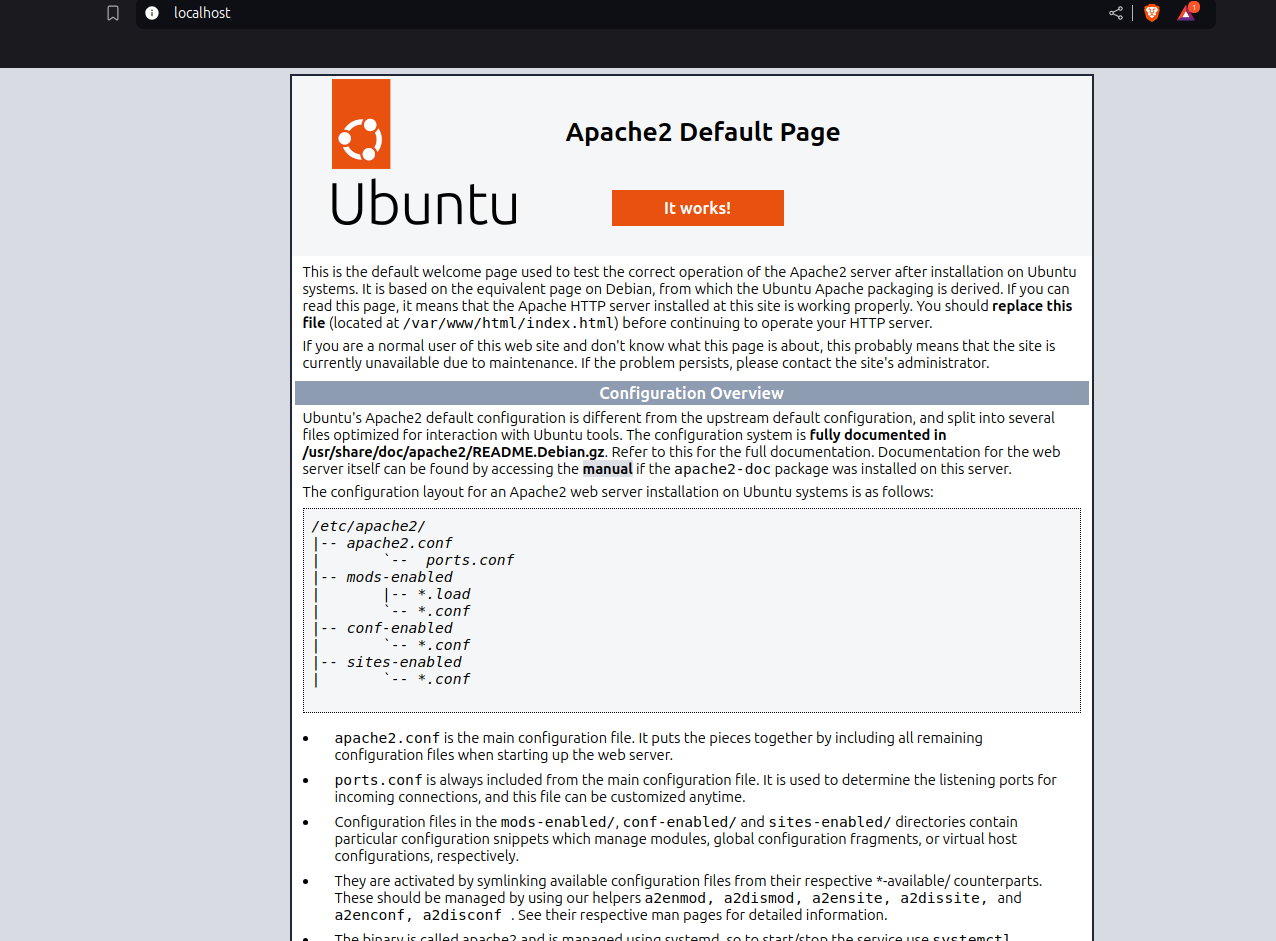 localhost
1
Apache2 Default Page
Ubuntu
It works!
This is the default welcome page used to test the correct operation of the Apache2 server after installation on Ubuntu
systems. It is based on the equivalent page on Debian, from which the Ubuntu Apache packaging is derived. If you can
read this page, it means that the Apache HTTP server installed at this site is working properly. You should replace this
file (located at /var/www/html/index.html) before continuing to operate your HTTP server.
If you are a normal user of this web site and don't know what this page is about, this probably means that the site is
currently unavailable due to maintenance. If the problem persists, please contact the site's administrator.
Configuration Overview
Ubuntu's Apache2 default configuration is different from the upstream default configuration, and split into several
files optimized for interaction with Ubuntu tools. The configuration system is fully documented in
/usr/share/doc/apache2/README.Debian.gz. Refer to this for the full documentation. Documentation for the web
server itself can be found by accessing the manual if the apache2-doc package was installed on this server.
The configuration layout for an Apache2 web server installation on Ubuntu systems is as follows:
/etc/apache2/
|-- apache2.conf
|       `--  ports.conf
|-- mods-enabled
|       |-- *.load
|       `-- *.conf
|-- conf-enabled
|       `-- *.conf
|-- sites-enabled
|       `-- *.conf
• apache2.conf is the main configuration file. It puts the pieces together by including all remaining
configuration files when starting up the web server.
• ports.conf is always included from the main configuration file. It is used to determine the listening ports for
incoming connections, and this file can be customized anytime.
• Configuration files in the mods-enabled/, conf-enabled/ and sites-enabled/ directories contain
particular configuration snippets which manage modules, global configuration fragments, or virtual host
configurations, respectively.
• They are activated by symlinking available configuration files from their respective *-available/ counterparts.
These should be managed by using our helpers a2enmod, a2dismod, a2ensite, a2dissite, and
a2enconf, a2disconf . See their respective man pages for detailed information.
• The binary is called apache2 and is managed using systemd, so to start/stop the service use systemctl